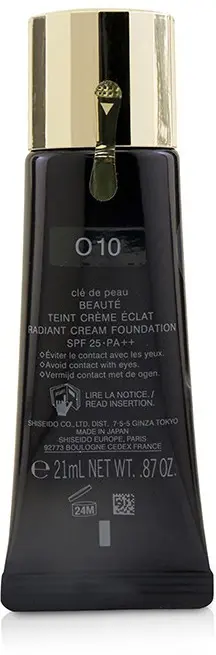 O10
clé de peau
BEAUTÉ
TEINT CRÈME ÉCLAT
RADIANT CREAM FOUNDATION
SPF 25·PA++
◇Éviter le contact avec les yeux.
◇Avoid contact with eyes.
◇Vermijd contact met de ogen.
LIRE LA NOTICE./
READ INSERTION.
SHISEIDO CO.,LTD. DIST. 7-5-5 GINZA TOKYO
MADE IN JAPAN
SHISEIDO EUROPE, PARIS
92773 BOULOGNE CEDEX FRANCE
℮ 21mL NET WT. .87 OZ.
24M